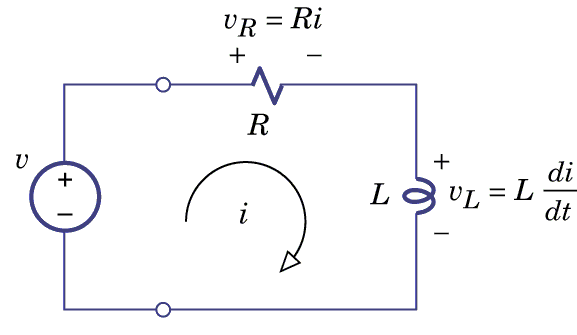 v_R = Ri
+ −
R
v
+
−
i
L
+
v_L = L di/dt
−